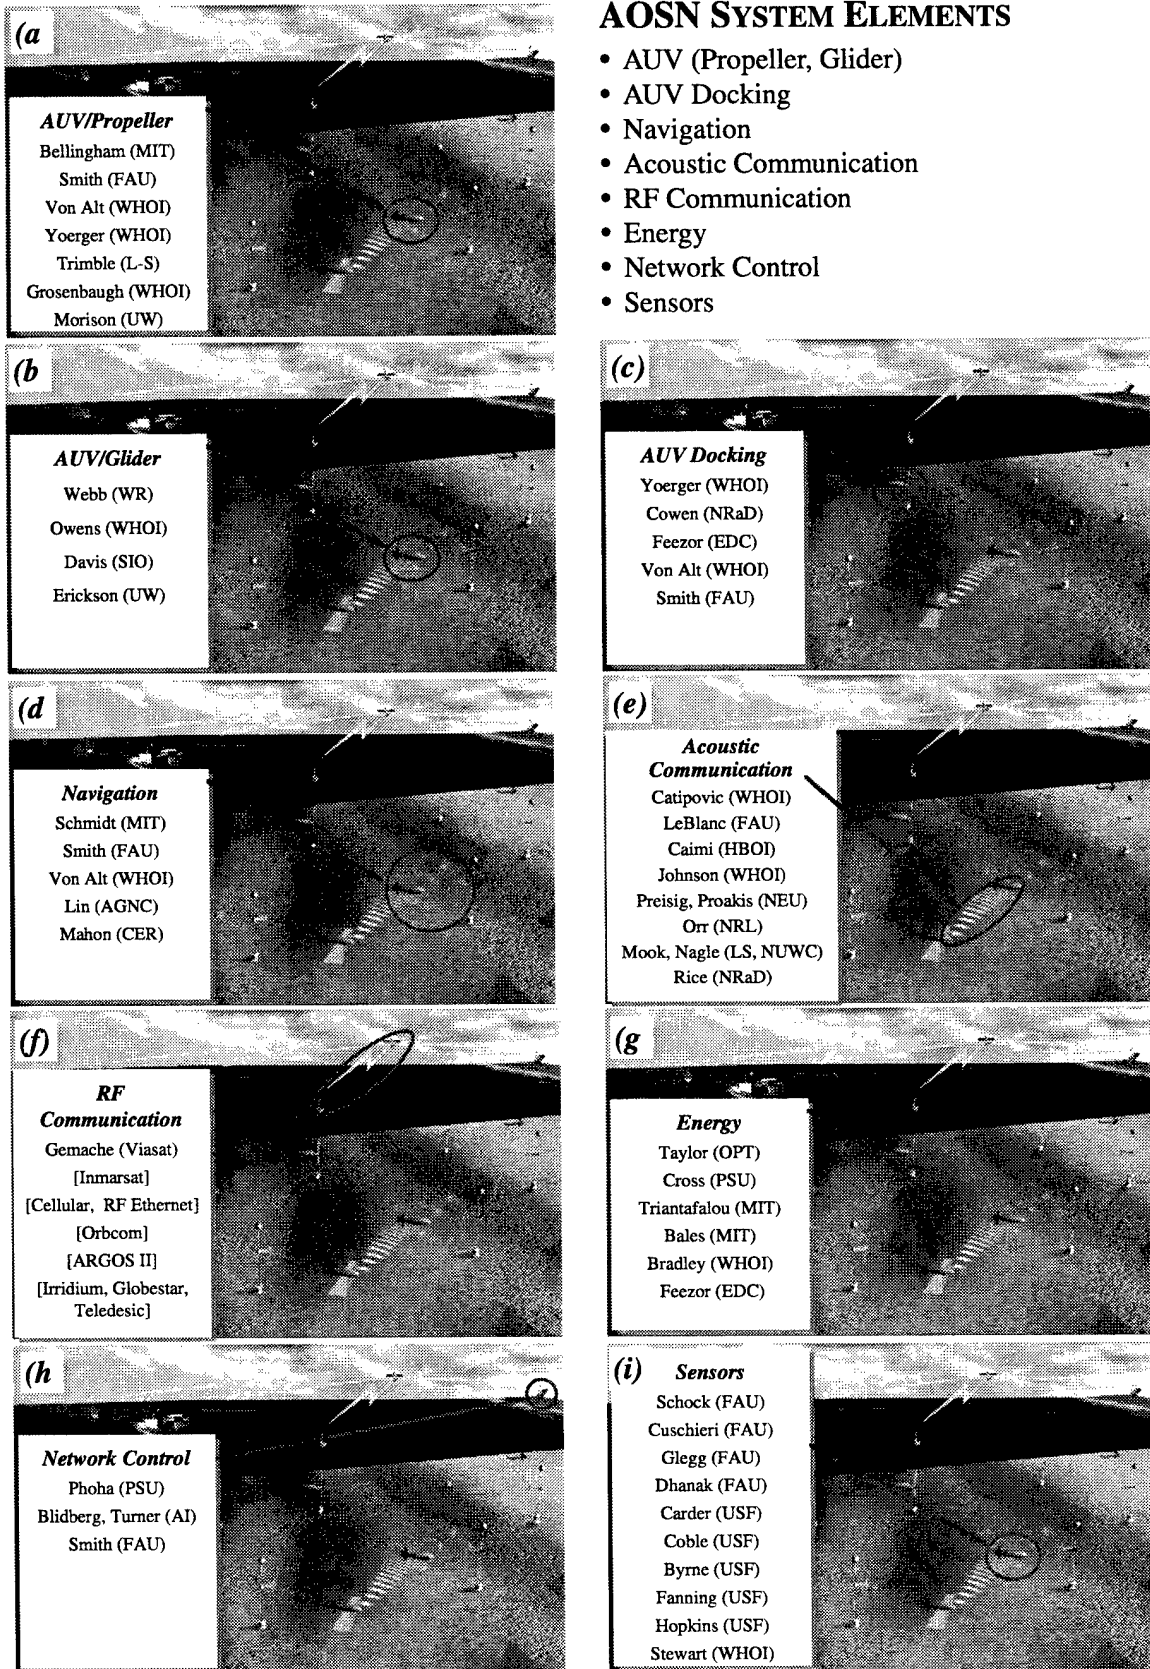 AOSN SYSTEM ELEMENTS
• AUV (Propeller, Glider)
• AUV Docking
• Navigation
• Acoustic Communication
• RF Communication
• Energy
• Network Control
• Sensors
(a
AUV/Propeller
Bellingham (MIT)
Smith (FAU)
Von Alt (WHOI)
Yoerger (WHOI)
Trimble (L-S)
Grosenbaugh (WHOI)
Morison (UW)
(b
AUV/Glider
Webb (WR)
Owens (WHOI)
Davis (SIO)
Erickson (UW)
(c)
AUV Docking
Yoerger (WHOI)
Cowen (NRaD)
Feezor (EDC)
Von Alt (WHOI)
Smith (FAU)
(d
Navigation
Schmidt (MIT)
Smith (FAU)
Von Alt (WHOI)
Lin (AGNC)
Mahon (CER)
(e)
Acoustic
Communication
Catipovic (WHOI)
LeBlanc (FAU)
Caimi (HBOI)
Johnson (WHOI)
Preisig, Proakis (NEU)
Orr (NRL)
Mook, Nagle (LS, NUWC)
Rice (NRaD)
(f)
RF
Communication
Gemache (Viasat)
[Inmarsat]
[Cellular, RF Ethernet]
[Orbcom]
[ARGOS II]
[Irridium, Globestar,
Teledesic]
(g
Energy
Taylor (OPT)
Cross (PSU)
Triantafalou (MIT)
Bales (MIT)
Bradley (WHOI)
Feezor (EDC)
(h
Network Control
Phoha (PSU)
Blidberg, Turner (AI)
Smith (FAU)
(i)
Sensors
Schock (FAU)
Cuschieri (FAU)
Glegg (FAU)
Dhanak (FAU)
Carder (USF)
Coble (USF)
Byrne (USF)
Fanning (USF)
Hopkins (USF)
Stewart (WHOI)